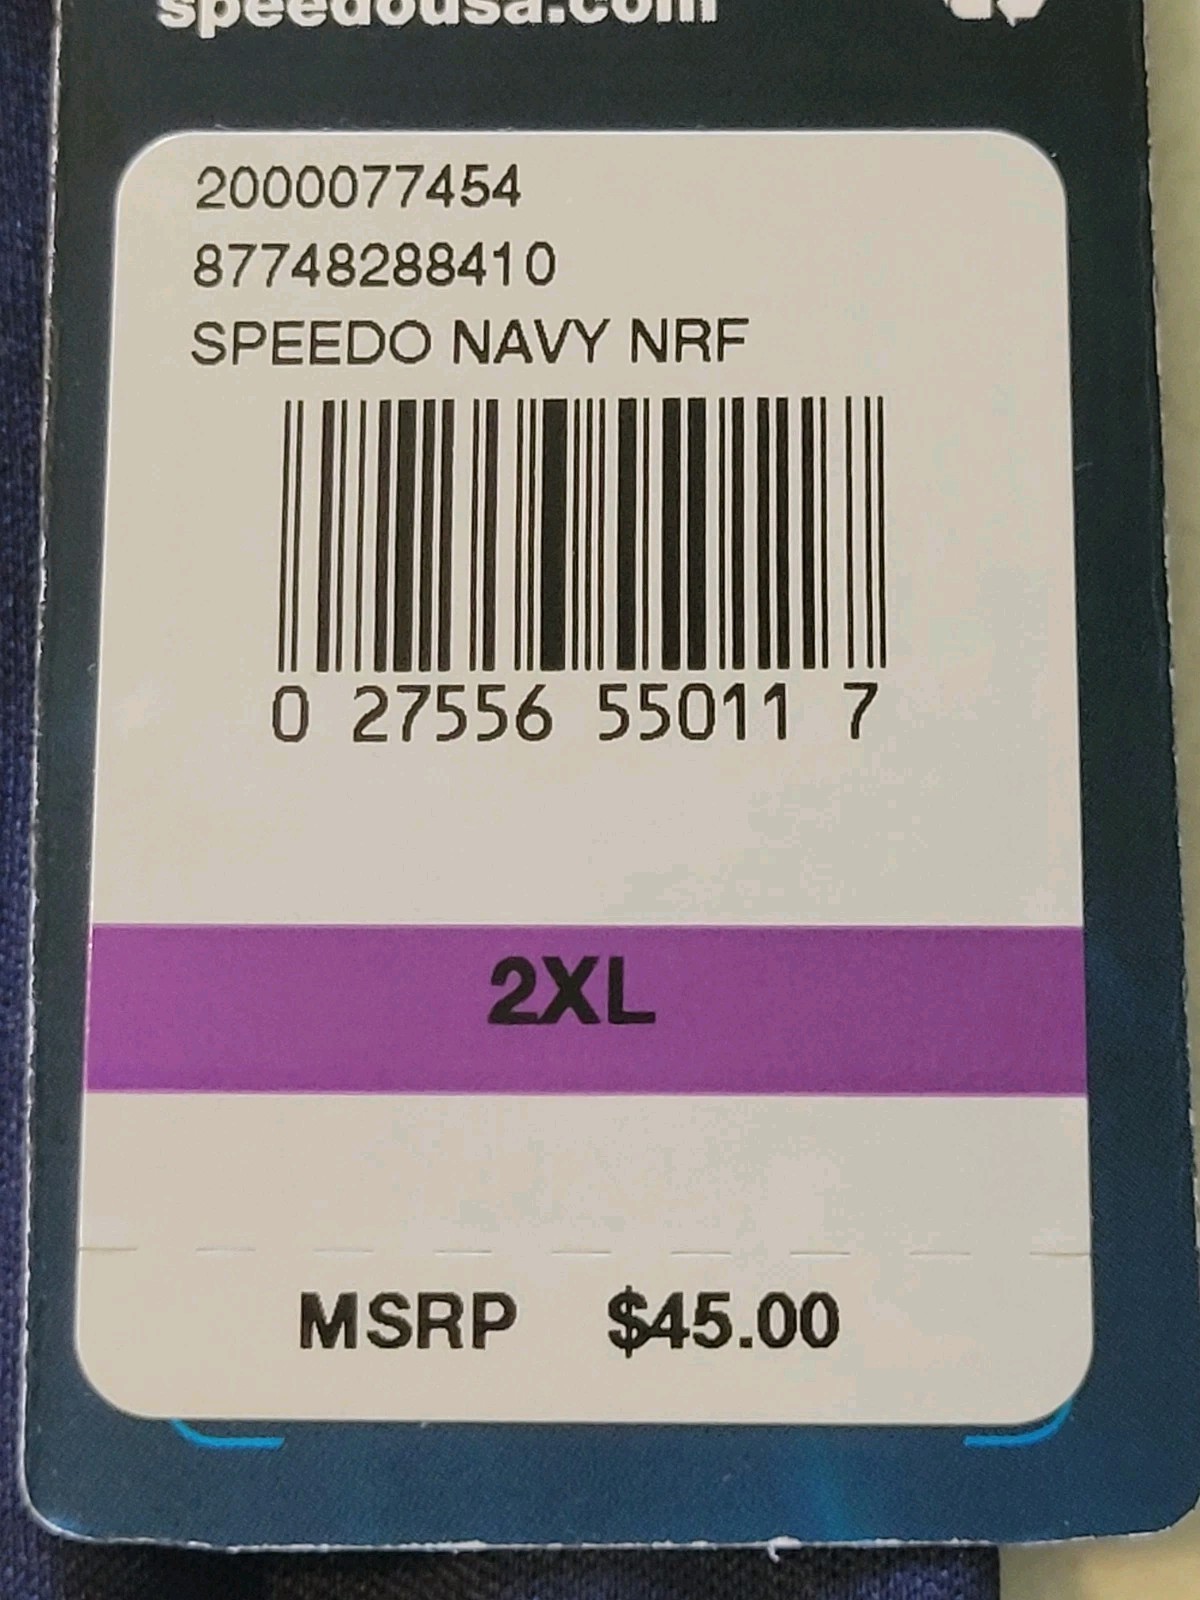 speedousa.com
2000077454
87748288410
SPEEDO NAVY NRF
0 27556 55011 7
2XL
MSRP $45.00